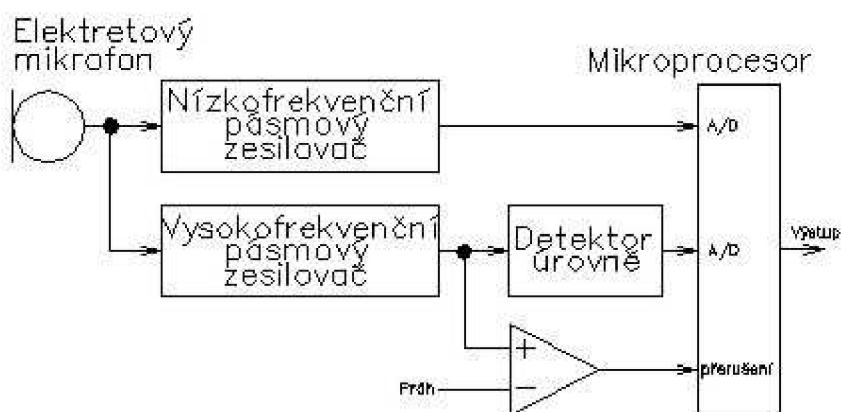 Elektretový
mikrofon
Mikroprocesor
Nízkofrekvenční
pásmový
zesilovač
A/D
Vysokofrekvenční
pásmový
zesilovač
Detektor
úrovně
A/D
Výstup
+
−
Práh
přerušení